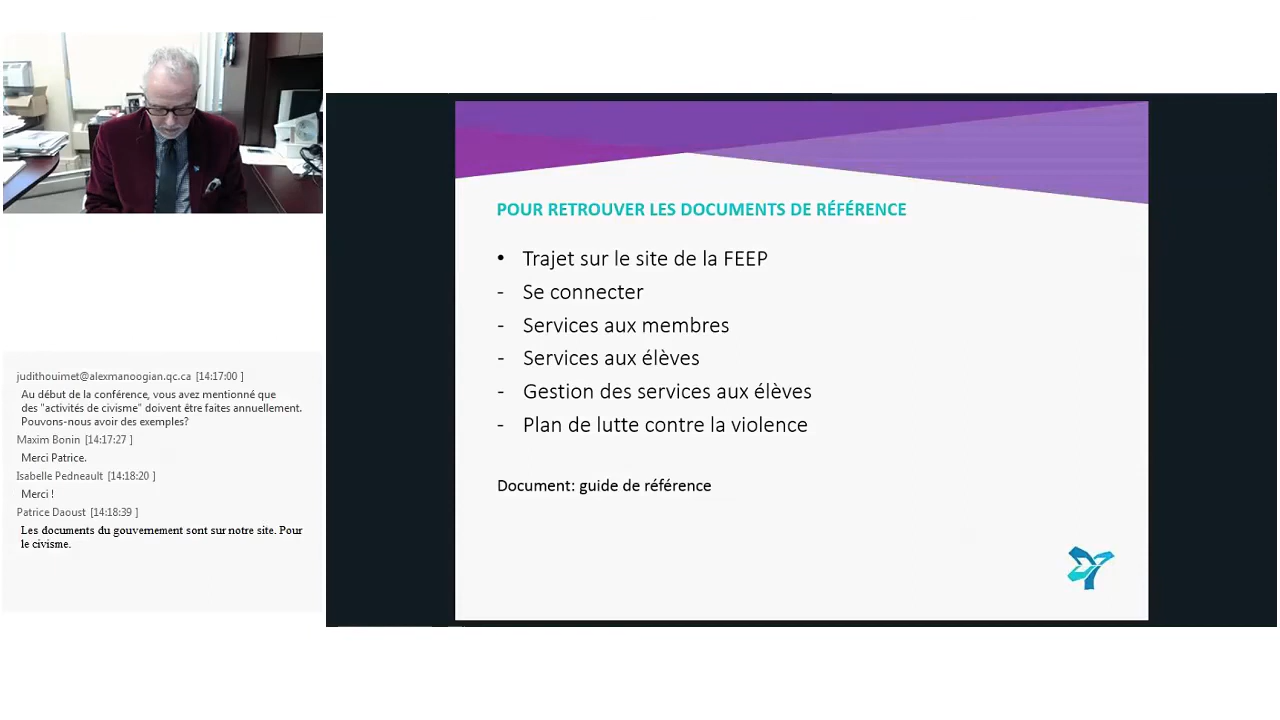 judithouimet@alexmanoogian.qc.ca [14:17:00 ]
Au début de la conférence, vous avez mentionné que
des "activités de civisme" doivent être faites annuellement.
Pouvons-nous avoir des exemples?
Maxim Bonin [14:17:27 ]
Merci Patrice.
Isabelle Pedneault [14:18:20 ]
Merci !
Patrice Daoust [14:18:39 ]
Les documents du gouvernement sont sur notre site. Pour
le civisme.
POUR RETROUVER LES DOCUMENTS DE RÉFÉRENCE
• Trajet sur le site de la FEEP
- Se connecter
- Services aux membres
- Services aux élèves
- Gestion des services aux élèves
- Plan de lutte contre la violence
Document: guide de référence